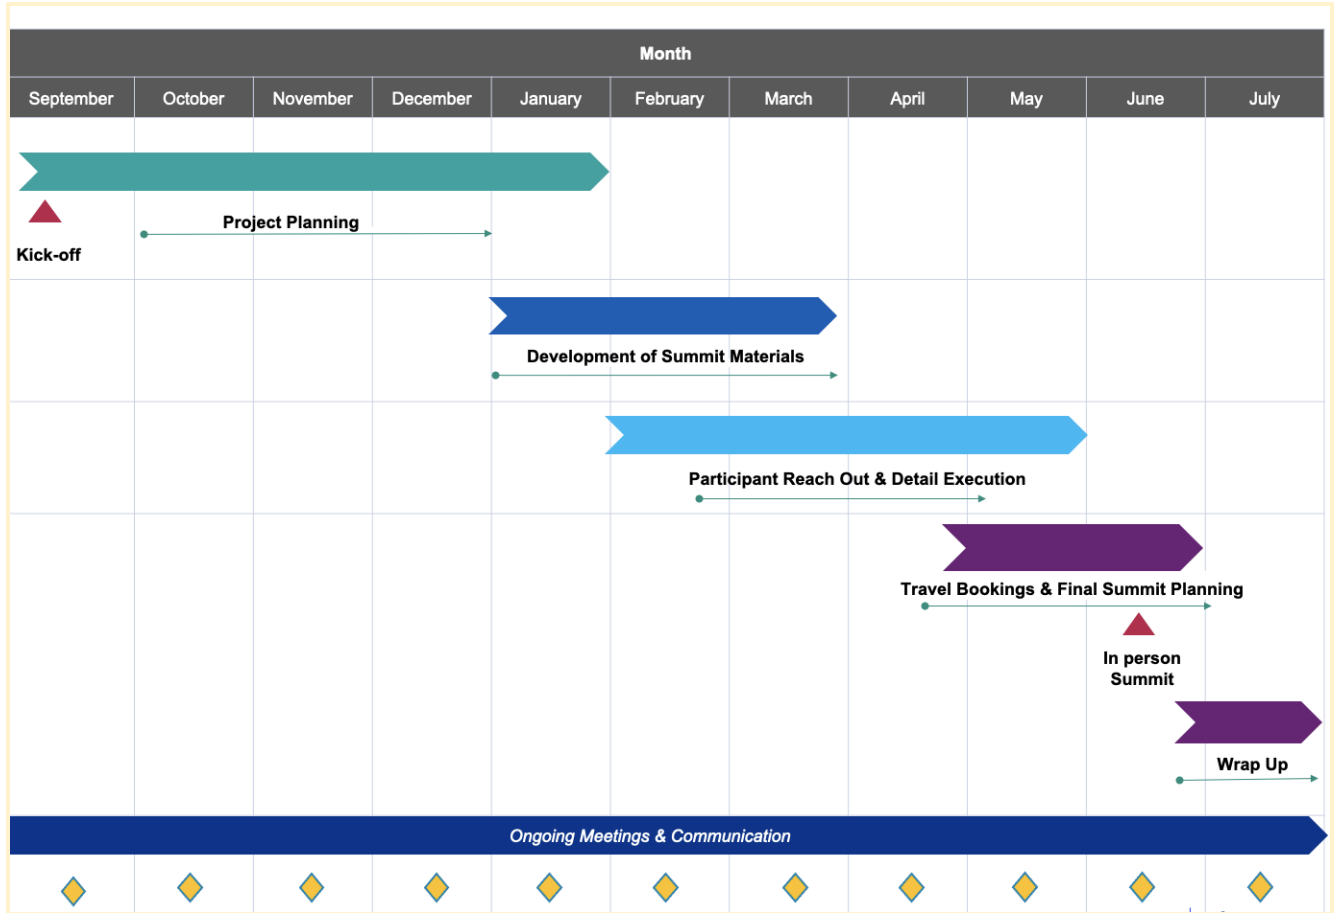 Month
September October November December January February March April May June July
Project Planning
Kick-off
Development of Summit Materials
Participant Reach Out & Detail Execution
Travel Bookings & Final Summit Planning
In person
Summit
Wrap Up
Ongoing Meetings & Communication